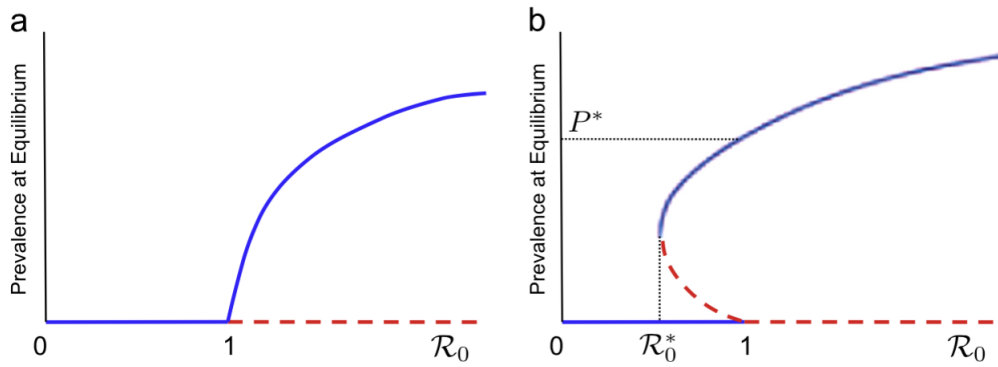 a
Prevalence at Equilibrium
0
1
R₀
b
Prevalence at Equilibrium
P*
0
R₀*
1
R₀